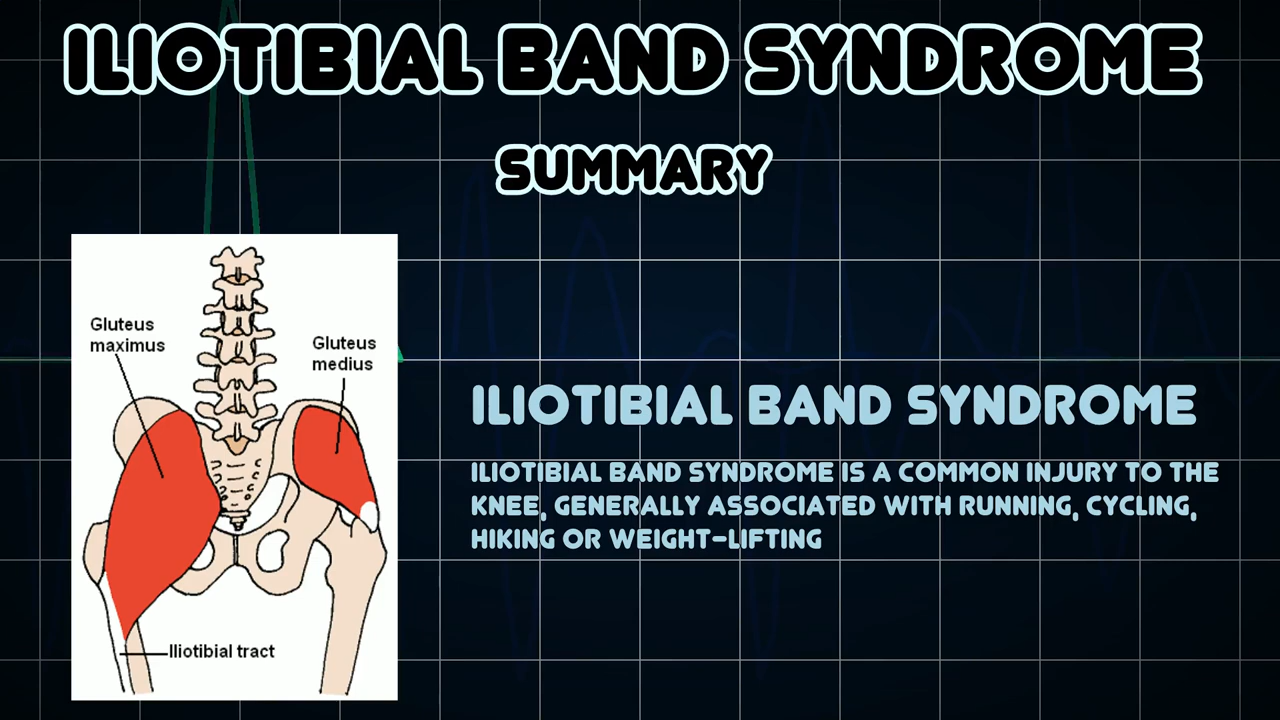 ILIOTIBIAL BAND SYNDROME
SUMMARY
Gluteus
maximus
Gluteus
medius
Iliotibial tract
ILIOTIBIAL BAND SYNDROME
ILIOTIBIAL BAND SYNDROME IS A COMMON INJURY TO THE
KNEE, GENERALLY ASSOCIATED WITH RUNNING, CYCLING,
HIKING OR WEIGHT-LIFTING